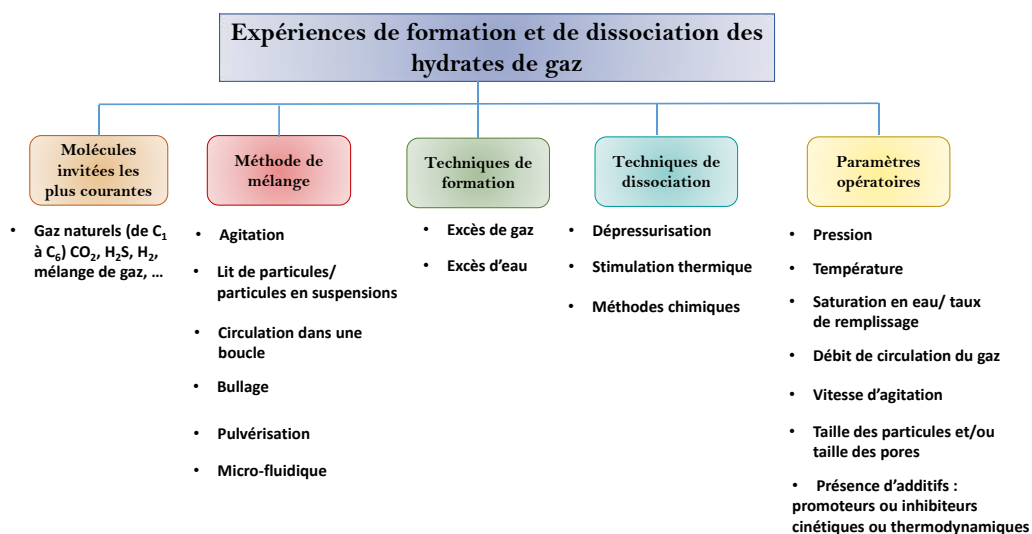 Expériences de formation et de dissociation des
hydrates de gaz
Molécules
invitées les
plus courantes
• Gaz naturels (de C₁
à C₆) CO₂, H₂S, H₂,
mélange de gaz, ...
Méthode de
mélange
• Agitation
• Lit de particules/
particules en suspensions
• Circulation dans une
boucle
• Bullage
• Pulvérisation
• Micro-fluidique
Techniques de
formation
• Excès de gaz
• Excès d’eau
Techniques de
dissociation
• Dépressurisation
• Stimulation thermique
• Méthodes chimiques
Paramètres
opératoires
• Pression
• Température
• Saturation en eau/ taux
de remplissage
• Débit de circulation du gaz
• Vitesse d’agitation
• Taille des particules et/ou
taille des pores
• Présence d’additifs :
promoteurs ou inhibiteurs
cinétiques ou thermodynamiques